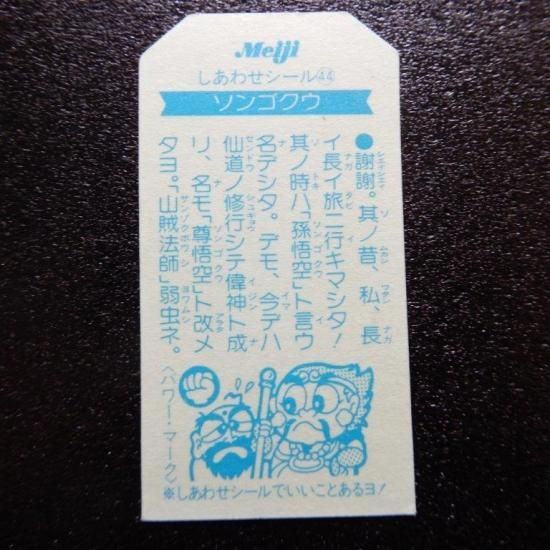 Meiji
しあわせシール㊹
ソンゴクウ
●謝謝。其ノ昔、私、長
イ長イ旅ニ行キマシタ!
其ノ時ハ「孫悟空」ト言ウ
名デシタ。デモ、今デハ
仙道ノ修行シテ偉神ト成
リ、名モ「尊悟空」ト改メ
タヨ。「山賊法師」弱虫ネ。
〈パワー・マーク〉
※しあわせシールでいいことあるヨ!